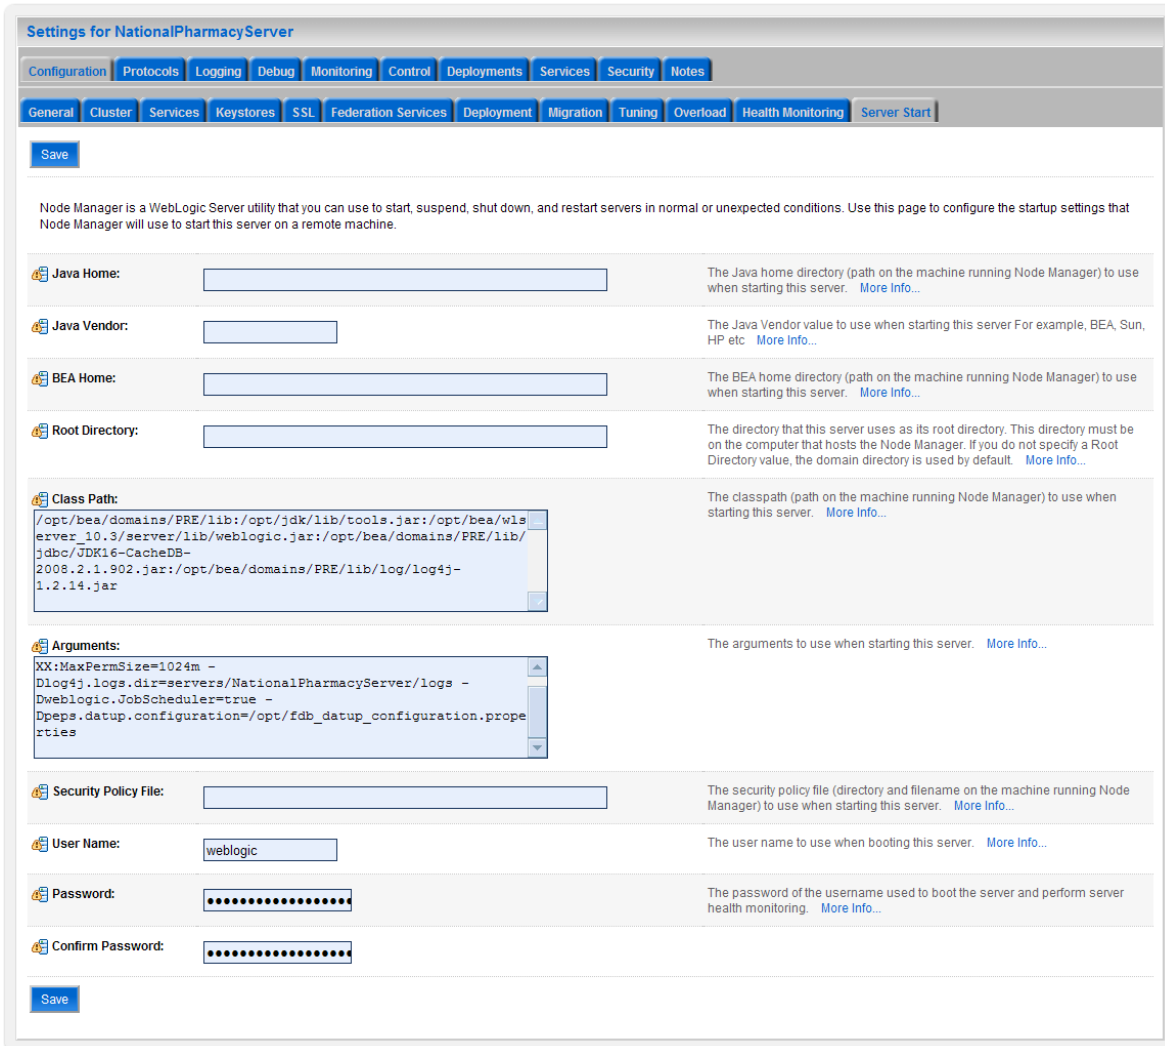 Settings for NationalPharmacyServer
Configuration Protocols Logging Debug Monitoring Control Deployments Services Security Notes
General Cluster Services Keystores SSL Federation Services Deployment Migration Tuning Overload Health Monitoring Server Start
Save
Node Manager is a WebLogic Server utility that you can use to start, suspend, shut down, and restart servers in normal or unexpected conditions. Use this page to configure the startup settings that
Node Manager will use to start this server on a remote machine.
Java Home:
The Java home directory (path on the machine running Node Manager) to use
when starting this server. More Info...
Java Vendor:
The Java Vendor value to use when starting this server For example, BEA, Sun,
HP etc More Info...
BEA Home:
The BEA home directory (path on the machine running Node Manager) to use
when starting this server. More Info...
Root Directory:
The directory that this server uses as its root directory. This directory must be
on the computer that hosts the Node Manager. If you do not specify a Root
Directory value, the domain directory is used by default. More Info...
Class Path:
/opt/bea/domains/PRE/lib:/opt/jdk/lib/tools.jar:/opt/bea/wls
erver_10.3/server/lib/weblogic.jar:/opt/bea/domains/PRE/lib/
jdbc/JDK16-CacheDB-
2008.2.1.902.jar:/opt/bea/domains/PRE/lib/log/log4j-
1.2.14.jar
The classpath (path on the machine running Node Manager) to use when
starting this server. More Info...
Arguments:
XX:MaxPermSize=1024m -
Dlog4j.logs.dir=servers/NationalPharmacyServer/logs -
Dweblogic.JobScheduler=true -
Dpeps.datup.configuration=/opt/fdb_datup_configuration.prope
rties
The arguments to use when starting this server. More Info...
Security Policy File:
The security policy file (directory and filename on the machine running Node
Manager) to use when starting this server. More Info...
User Name:
weblogic
The user name to use when booting this server. More Info...
Password:
The password of the username used to boot the server and perform server
health monitoring. More Info...
Confirm Password:
Save